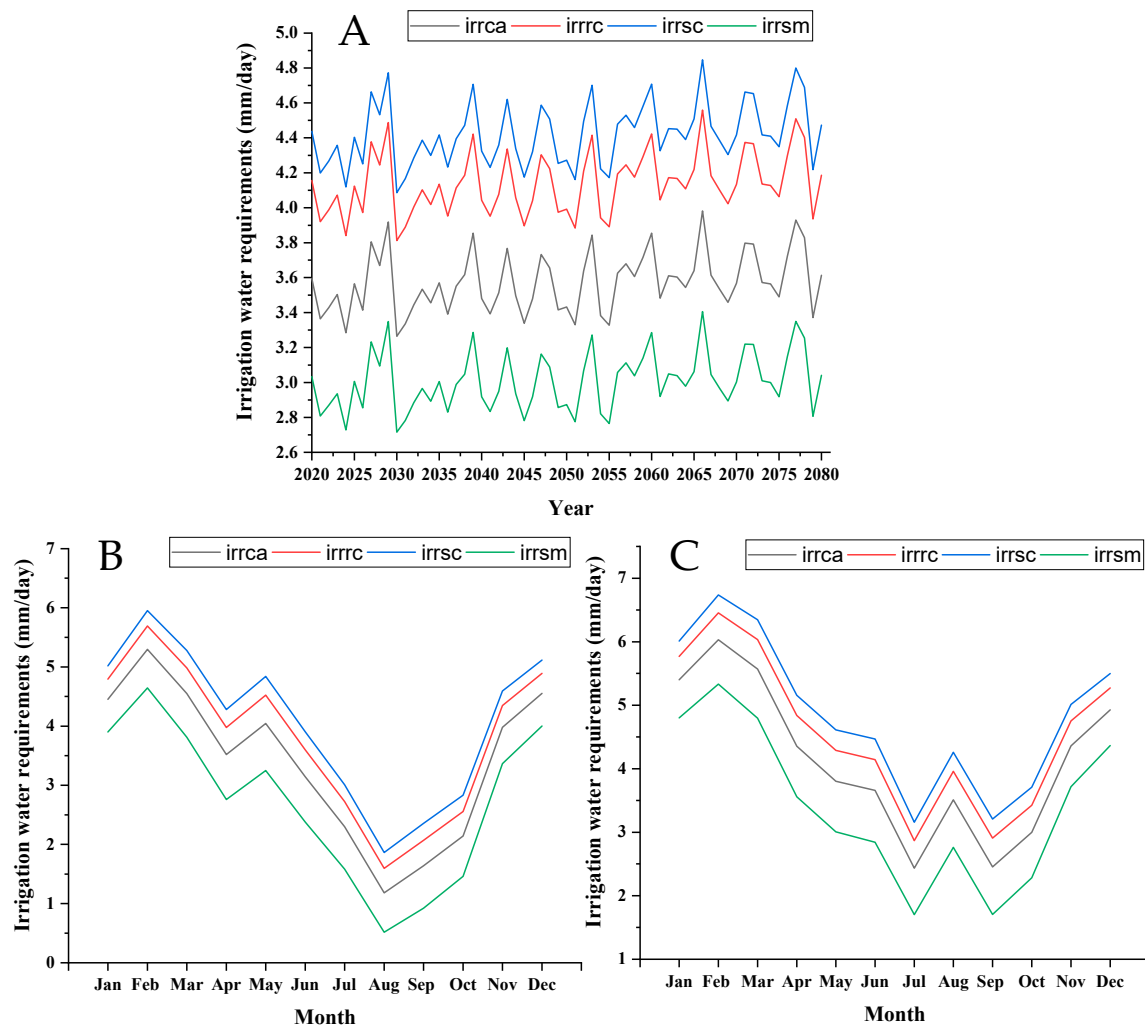 A
irrca irrrc irrsc irrsm
Irrigation water requirements (mm/day)
5.0
4.8
4.6
4.4
4.2
4.0
3.8
3.6
3.4
3.2
3.0
2.8
2.6
2020 2025 2030 2035 2040 2045 2050 2055 2060 2065 2070 2075 2080
Year
B
irrca irrrc irrsc irrsm
Irrigation water requirements (mm/day)
7
6
5
4
3
2
1
0
Jan Feb Mar Apr May Jun Jul Aug Sep Oct Nov Dec
Month
C
irrca irrrc irrsc irrsm
Irrigation water requirements (mm/day)
7
6
5
4
3
2
1
Jan Feb Mar Apr May Jun Jul Aug Sep Oct Nov Dec
Month